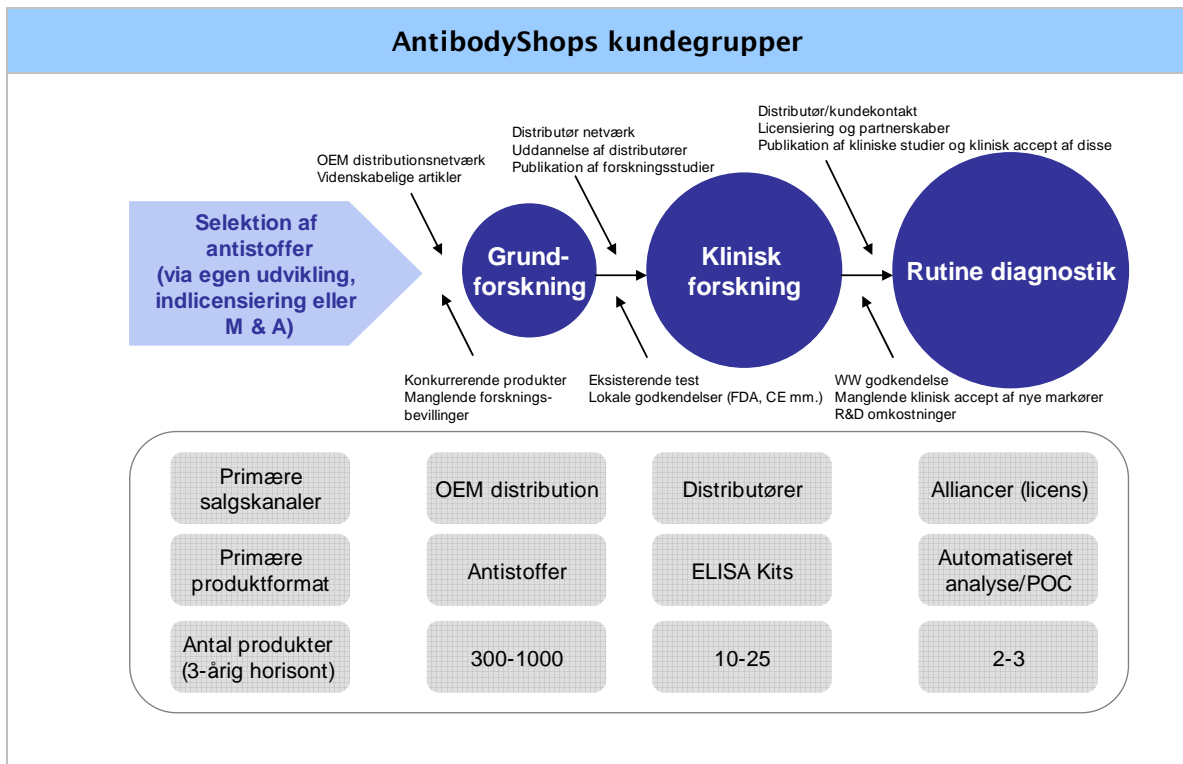 AntibodyShops kundegrupper
Distributør/kundekontakt
Licensiering og partnerskaber
Publikation af kliniske studier og klinisk accept af disse
Distributør netværk
Uddannelse af distributører
Publikation af forskningsstudier
OEM distributionsnetværk
Videnskabelige artikler
Selektion af
antistoffer
(via egen udvikling,
indlicensiering eller
M & A)
Grund-
forskning
Klinisk
forskning
Rutine diagnostik
Konkurrerende produkter
Manglende forsknings-
bevillinger
Eksisterende test
Lokale godkendelser (FDA, CE mm.)
WW godkendelse
Manglende klinisk accept af nye markører
R&D omkostninger
Primære
salgskanaler
OEM distribution
Distributører
Alliancer (licens)
Primære
produktformat
Antistoffer
ELISA Kits
Automatiseret
analyse/POC
Antal produkter
(3-årig horisont)
300-1000
10-25
2-3